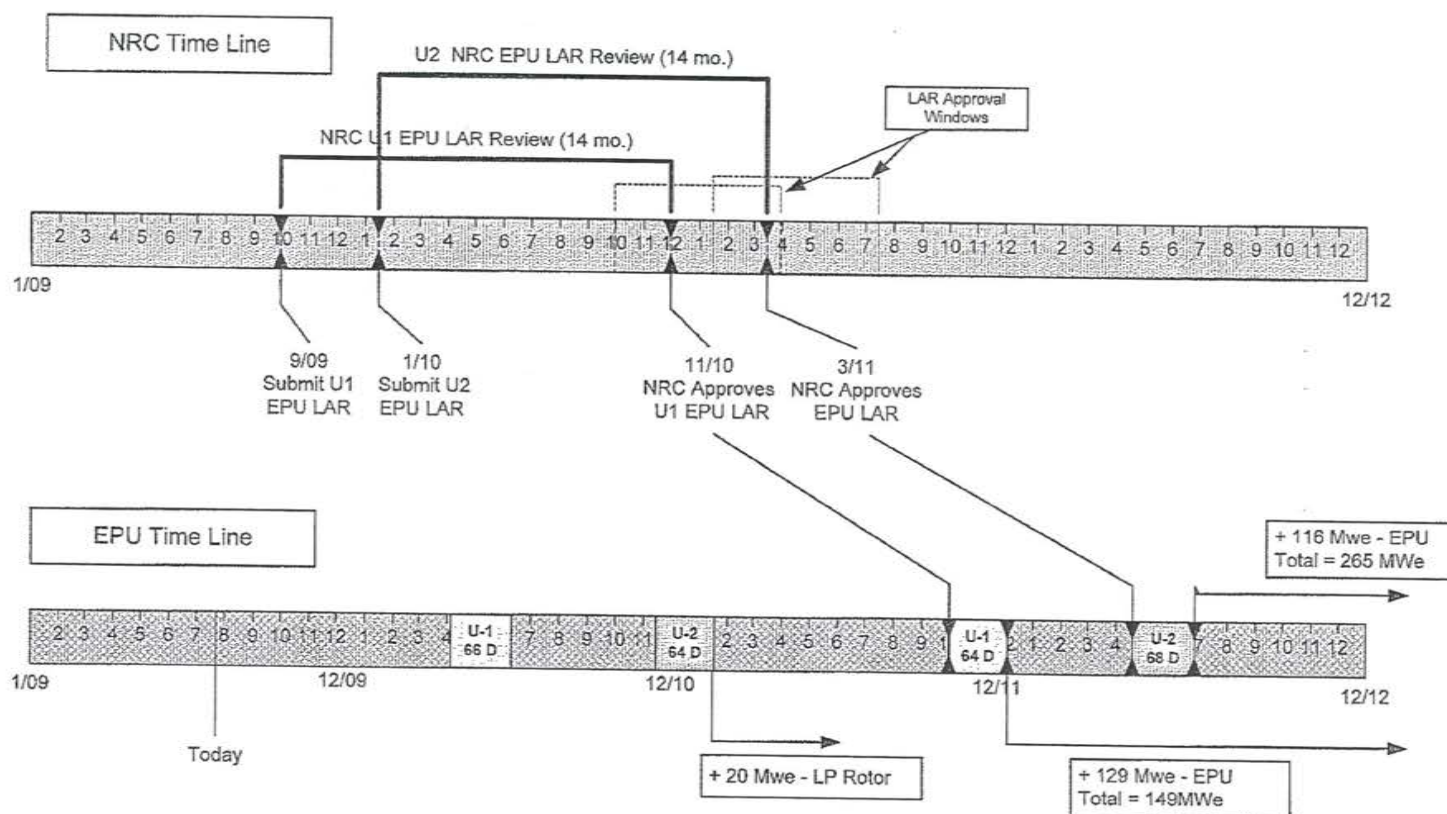 NRC Time Line
U2 NRC EPU LAR Review (14 mo.)
LAR Approval
Windows
NRC U1 EPU LAR Review (14 mo.)
2 3 4 5 6 7 8 9 10 11 12 1 2 3 4 5 6 7 8 9 10 11 12 1 2 3 4 5 6 7 8 9 10 11 12 1 2 3 4 5 6 7 8 9 10 11 12
1/09
12/12
9/09
Submit U1
EPU LAR
1/10
Submit U2
EPU LAR
11/10
NRC Approves
U1 EPU LAR
3/11
NRC Approves
EPU LAR
EPU Time Line
+ 116 Mwe - EPU
Total = 265 MWe
2 3 4 5 6 7 8 9 10 11 12 1 2 3 4
U-1
66 D
7 8 9 10 11
U-2
64 D
2 3 4 5 6 7 8 9 1
U-1
64 D
2 1 2 3 4
U-2
68 D
7 8 9 10 11 12
1/09
12/09
12/10
12/11
12/12
Today
+ 20 Mwe - LP Rotor
+ 129 Mwe - EPU
Total = 149MWe